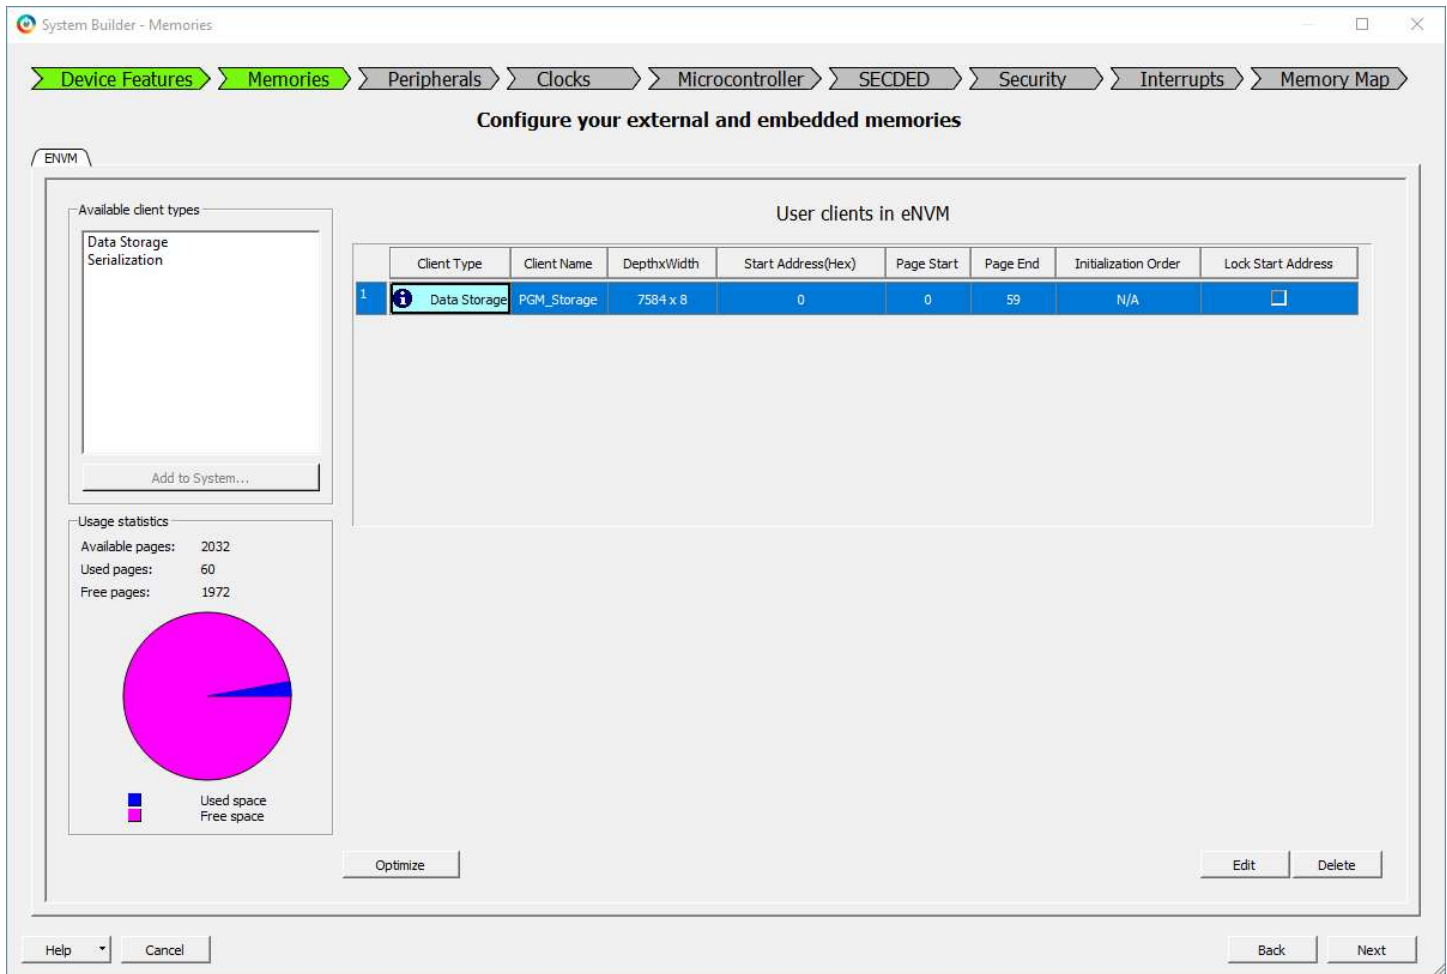 System Builder - Memories
Device Features Memories Peripherals Clocks Microcontroller SECDED Security Interrupts Memory Map
Configure your external and embedded memories
ENVM
Available client types
Data Storage
Serialization
Add to System...
Usage statistics
Available pages: 2032
Used pages: 60
Free pages: 1972
Used space
Free space
User clients in eNVM
Client Type Client Name DepthxWidth Start Address(Hex) Page Start Page End Initialization Order Lock Start Address
1 Data Storage PGM_Storage 7584 x 8 0 0 59 N/A
Optimize Edit Delete
Help Cancel Back Next